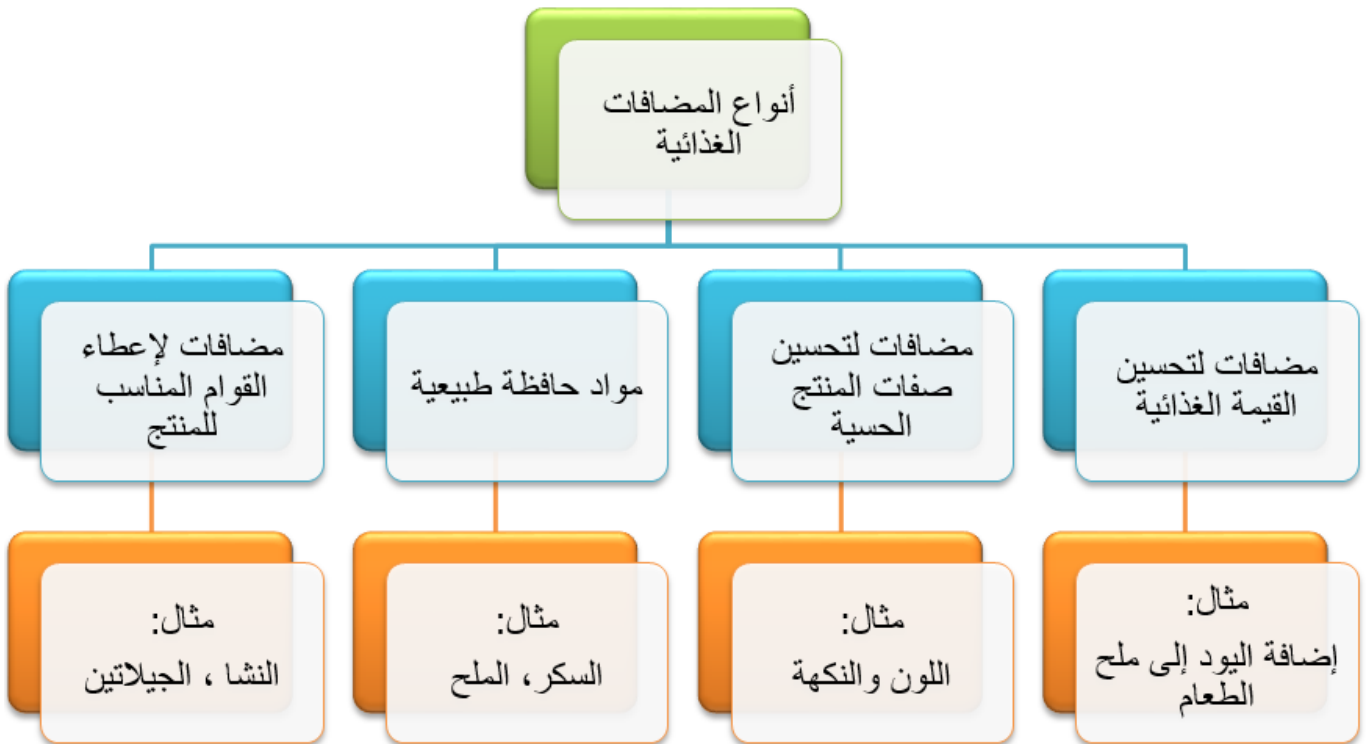 أنواع المضافات
الغذائية
مضافات لتحسين
القيمة الغذائية
مضافات لتحسين
صفات المنتج
الحسية
مواد حافظة طبيعية
مضافات لإعطاء
القوام المناسب
للمنتج
مثال:
إضافة اليود إلى ملح
الطعام
مثال:
اللون والنكهة
مثال:
السكر، الملح
مثال:
النشا ، الجيلاتين